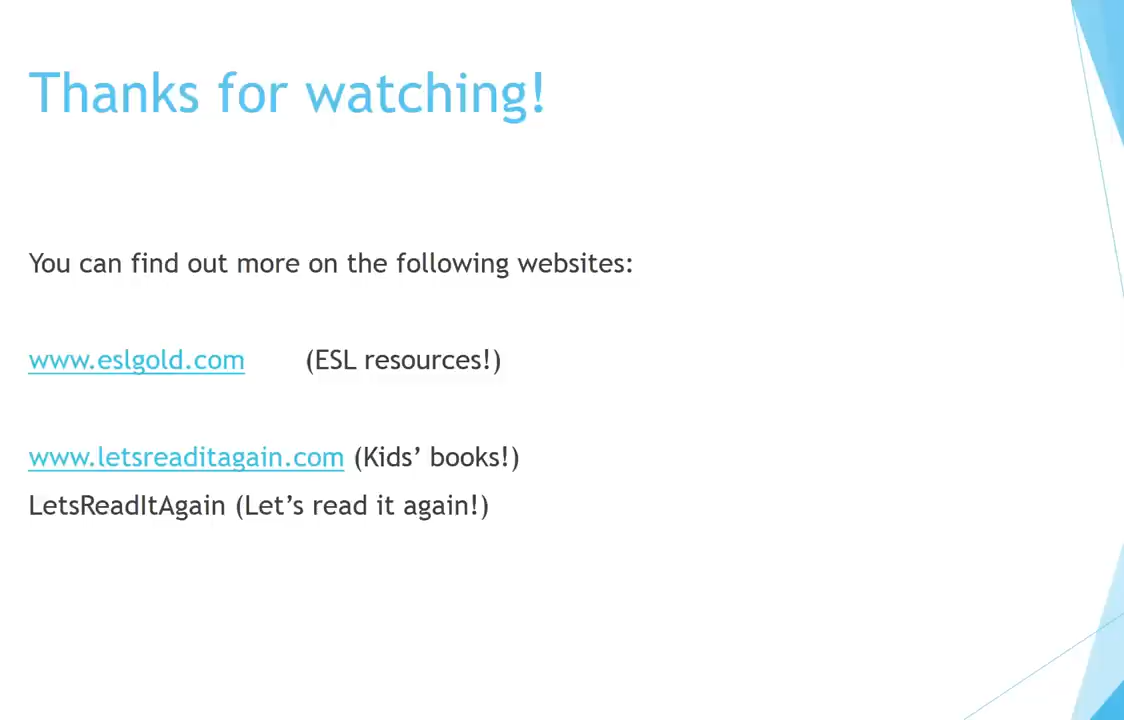 Thanks for watching!
You can find out more on the following websites:
www.eslgold.com (ESL resources!)
www.letsreaditagain.com (Kids’ books!)
LetsReadItAgain (Let’s read it again!)